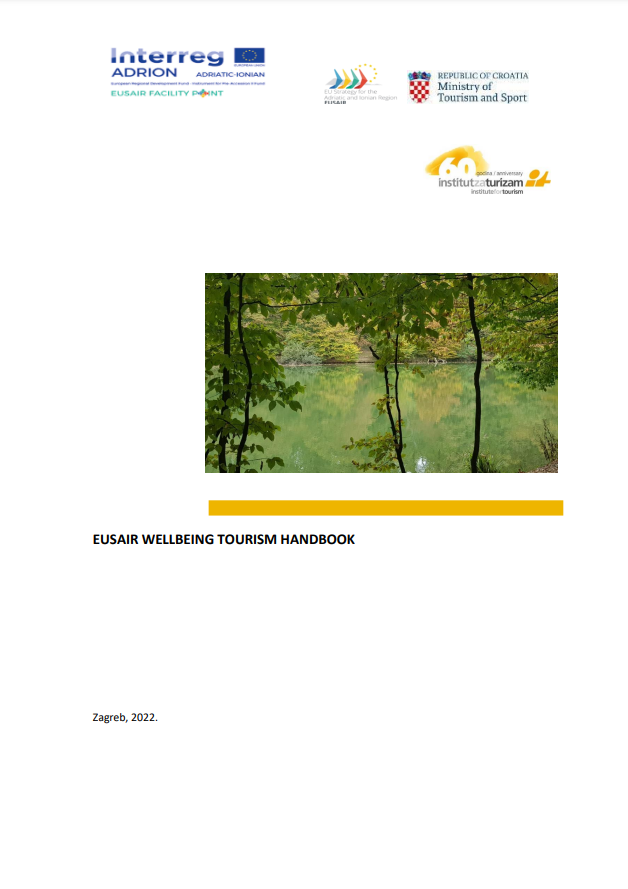 Interreg
ADRION ADRIATIC-IONIAN
European Regional Development Fund - Instrument for Pre-Accession II Fund
EUSAIR FACILITY POINT
EU Strategy for the
Adriatic and Ionian Region
EUSAIR
REPUBLIC OF CROATIA
Ministry of
Tourism and Sport
60 godina / anniversary
institutzaturizam
institutefortourism
EUSAIR WELLBEING TOURISM HANDBOOK
Zagreb, 2022.